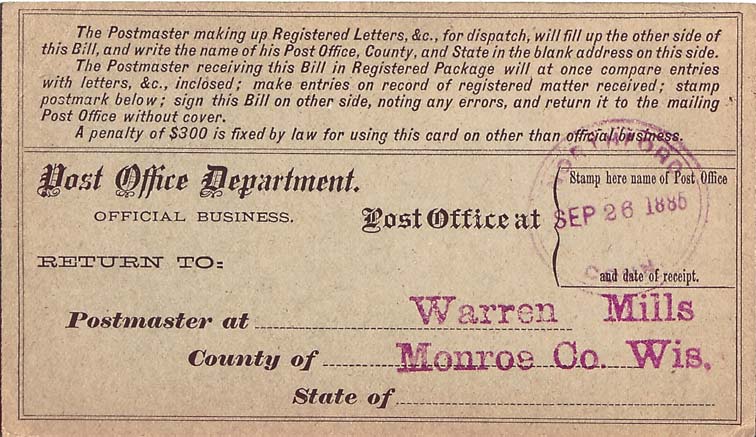 The Postmaster making up Registered Letters, &c., for dispatch, will fill up the other side of
this Bill, and write the name of his Post Office, County, and State in the blank address on this side.
The Postmaster receiving this Bill in Registered Package will at once compare entries
with letters, &c., inclosed; make entries on record of registered matter received; stamp
postmark below; sign this Bill on other side, noting any errors, and return it to the mailing
Post Office without cover.
A penalty of $300 is fixed by law for using this card on other than official business.
Post Office Department.
OFFICIAL BUSINESS.
Post Office at
Stamp here name of Post Office
SEP 26 1886
and date of receipt.
RETURN TO:
Postmaster at Warren Mills
County of Monroe Co. Wis.
State of